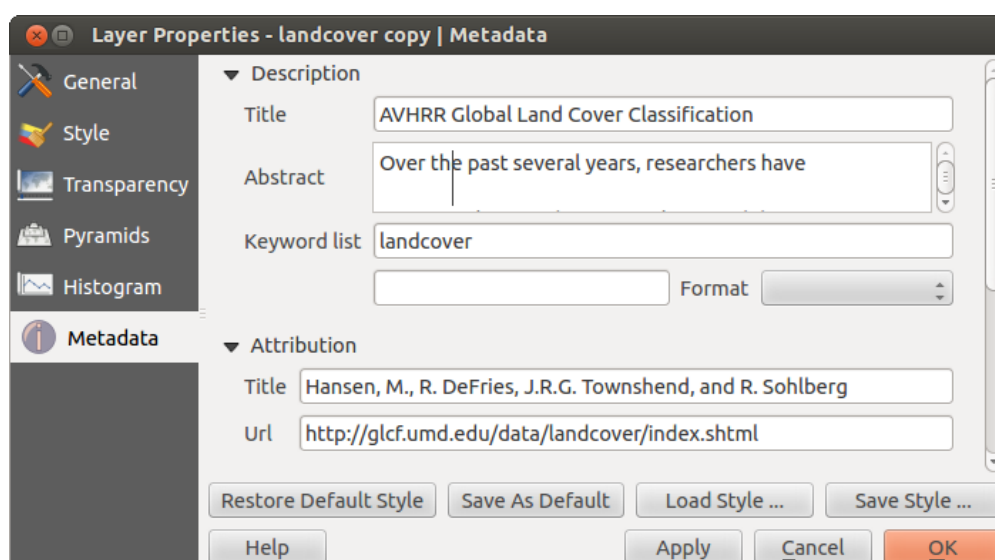 Layer Properties - landcover copy | Metadata
General
Style
Transparency
Pyramids
Histogram
Metadata
Description
Title AVHRR Global Land Cover Classification
Abstract Over the past several years, researchers have
Keyword list landcover
Format
Attribution
Title Hansen, M., R. DeFries, J.R.G. Townshend, and R. Sohlberg
Url http://glcf.umd.edu/data/landcover/index.shtml
Restore Default Style Save As Default Load Style ... Save Style ...
Help Apply Cancel OK